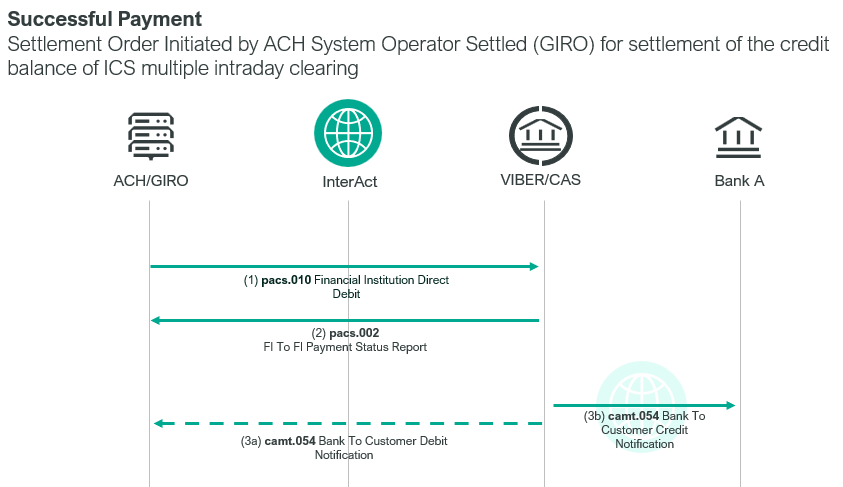 Successful Payment
Settlement Order Initiated by ACH System Operator Settled (GIRO) for settlement of the credit
balance of ICS multiple intraday clearing
ACH/GIRO
InterAct
VIBER/CAS
Bank A
(1) pacs.010 Financial Institution Direct
Debit
(2) pacs.002
FI To FI Payment Status Report
(3b) camt.054 Bank To
Customer Credit
Notification
(3a) camt.054 Bank To Customer Debit
Notification